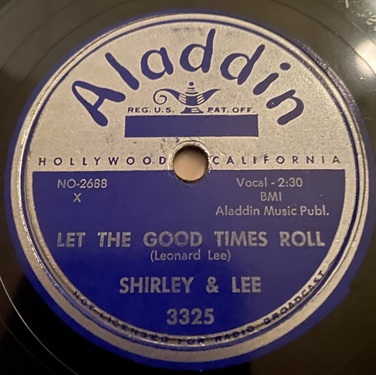 Aladdin
REG. U.S. PAT. OFF.
HOLLYWOOD CALIFORNIA
NO-2688 Vocal - 2:30
X BMI
Aladdin Music Publ.
LET THE GOOD TIMES ROLL
(Leonard Lee)
SHIRLEY & LEE
3325
NOT LICENSED FOR RADIO BROADCAST